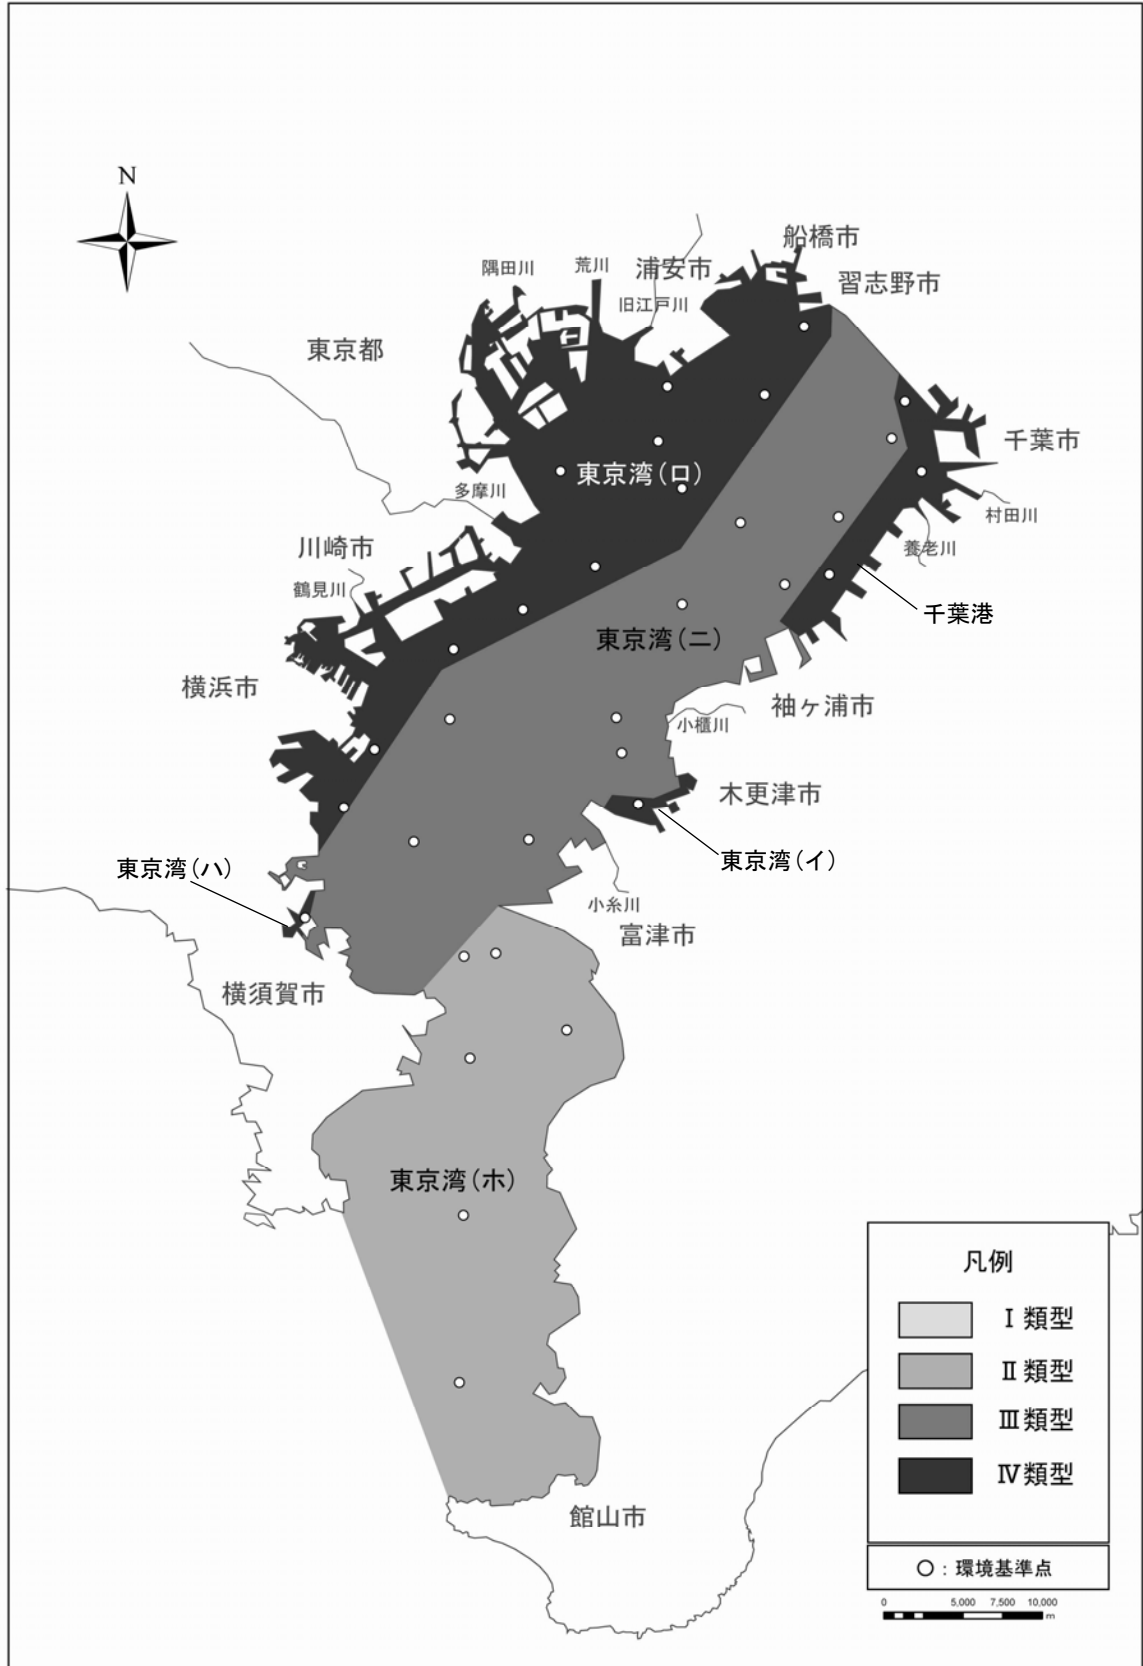 N
船橋市
隅田川
荒川
浦安市
習志野市
旧江戸川
東京都
千葉市
東京湾(ロ)
多摩川
村田川
川崎市
養老川
鶴見川
千葉港
東京湾(ニ)
横浜市
袖ヶ浦市
小櫃川
木更津市
東京湾(ハ)
東京湾(イ)
小糸川
富津市
横須賀市
東京湾(ホ)
凡例
Ⅰ類型
Ⅱ類型
Ⅲ類型
Ⅳ類型
○:環境基準点
0 5,000 7,500 10,000
m
館山市